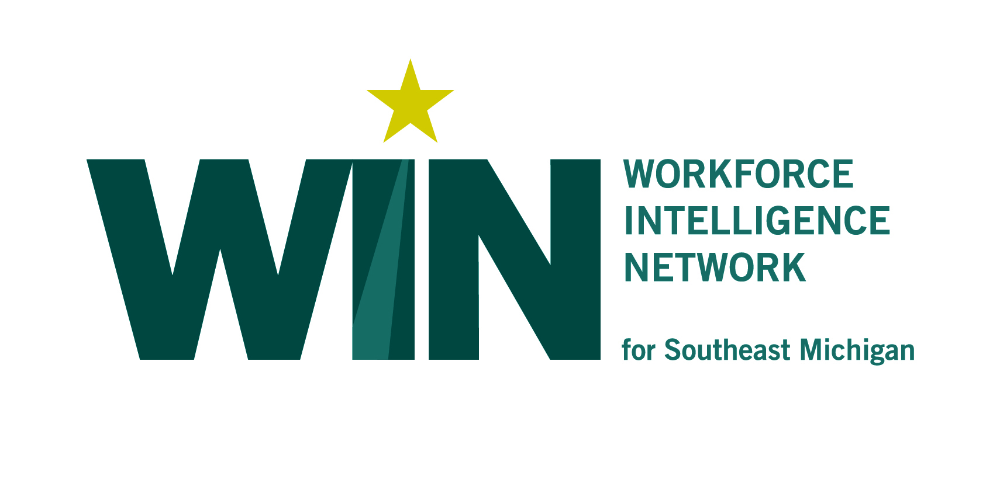 WIN
WORKFORCE
INTELLIGENCE
NETWORK
for Southeast Michigan